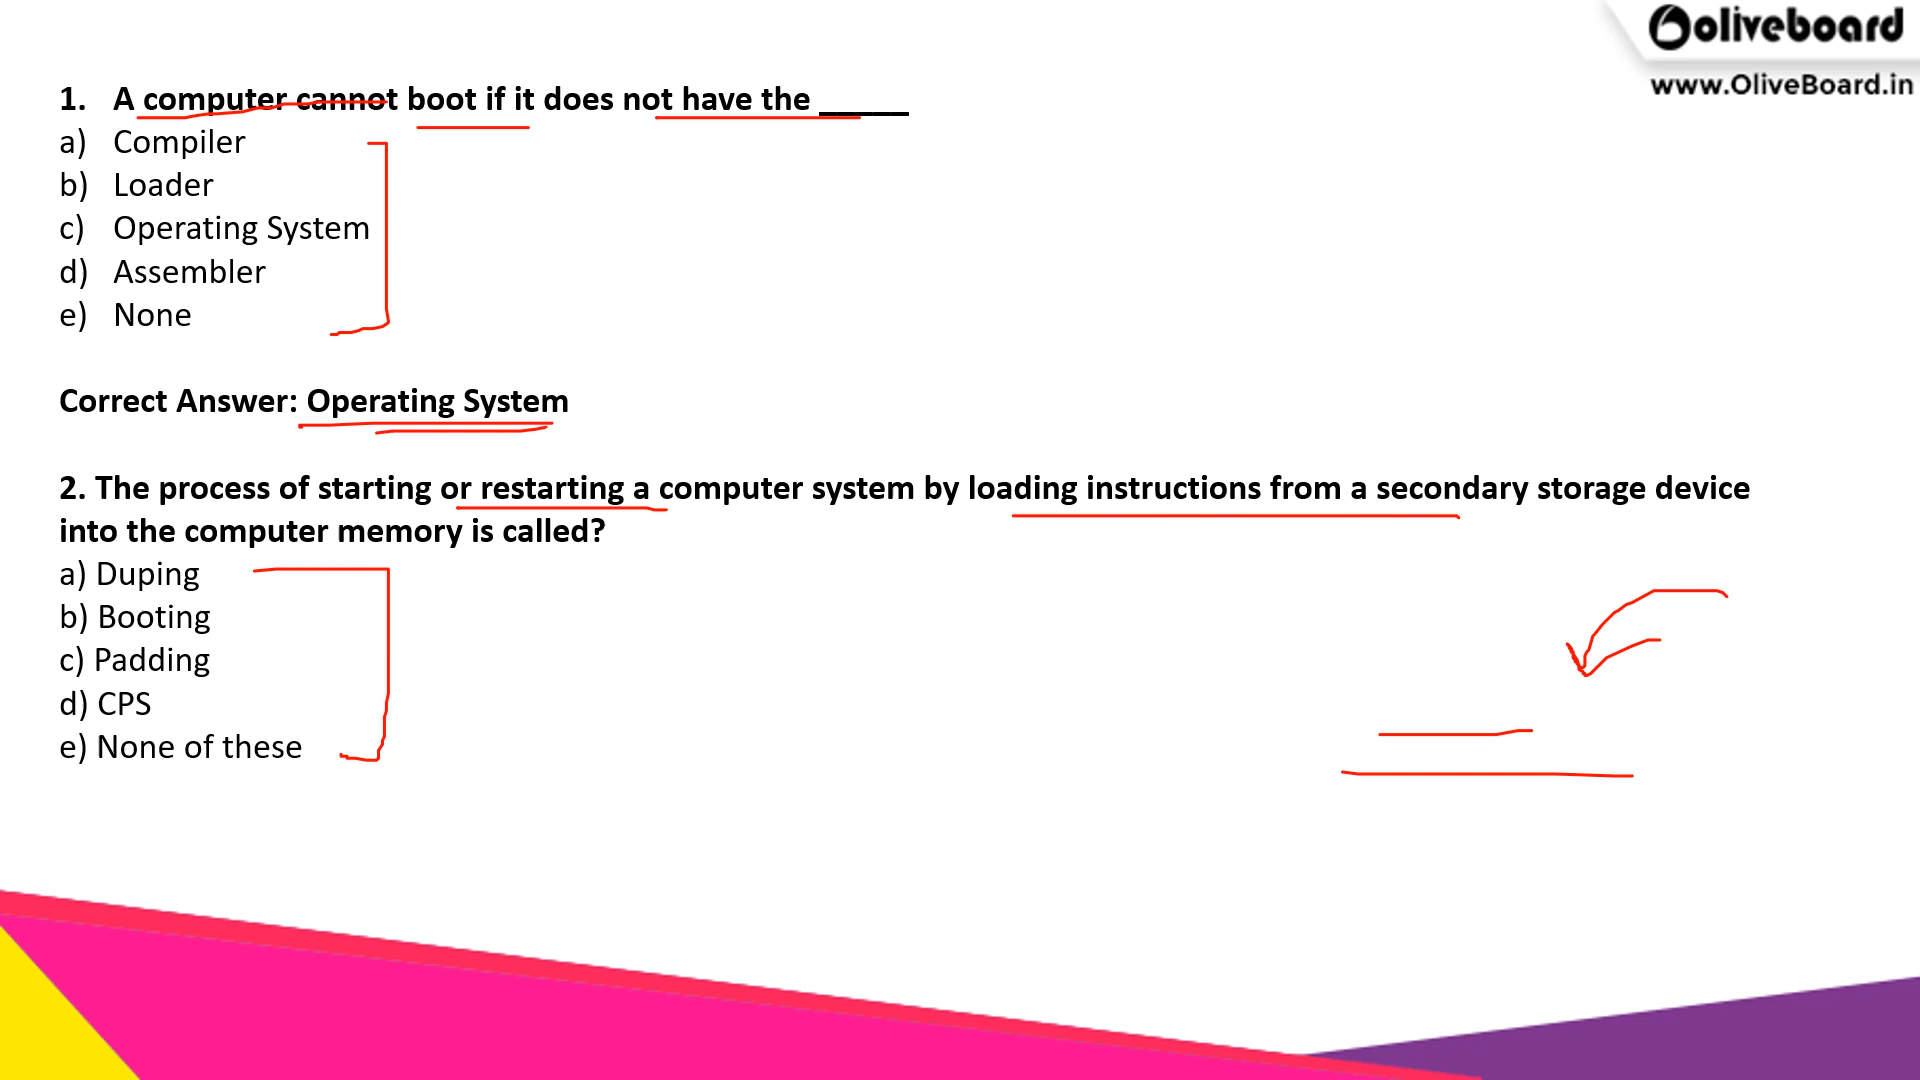 oliveboard
www.OliveBoard.in
1. A computer cannot boot if it does not have the _____
a) Compiler
b) Loader
c) Operating System
d) Assembler
e) None
Correct Answer: Operating System
2. The process of starting or restarting a computer system by loading instructions from a secondary storage device
into the computer memory is called?
a) Duping
b) Booting
c) Padding
d) CPS
e) None of these